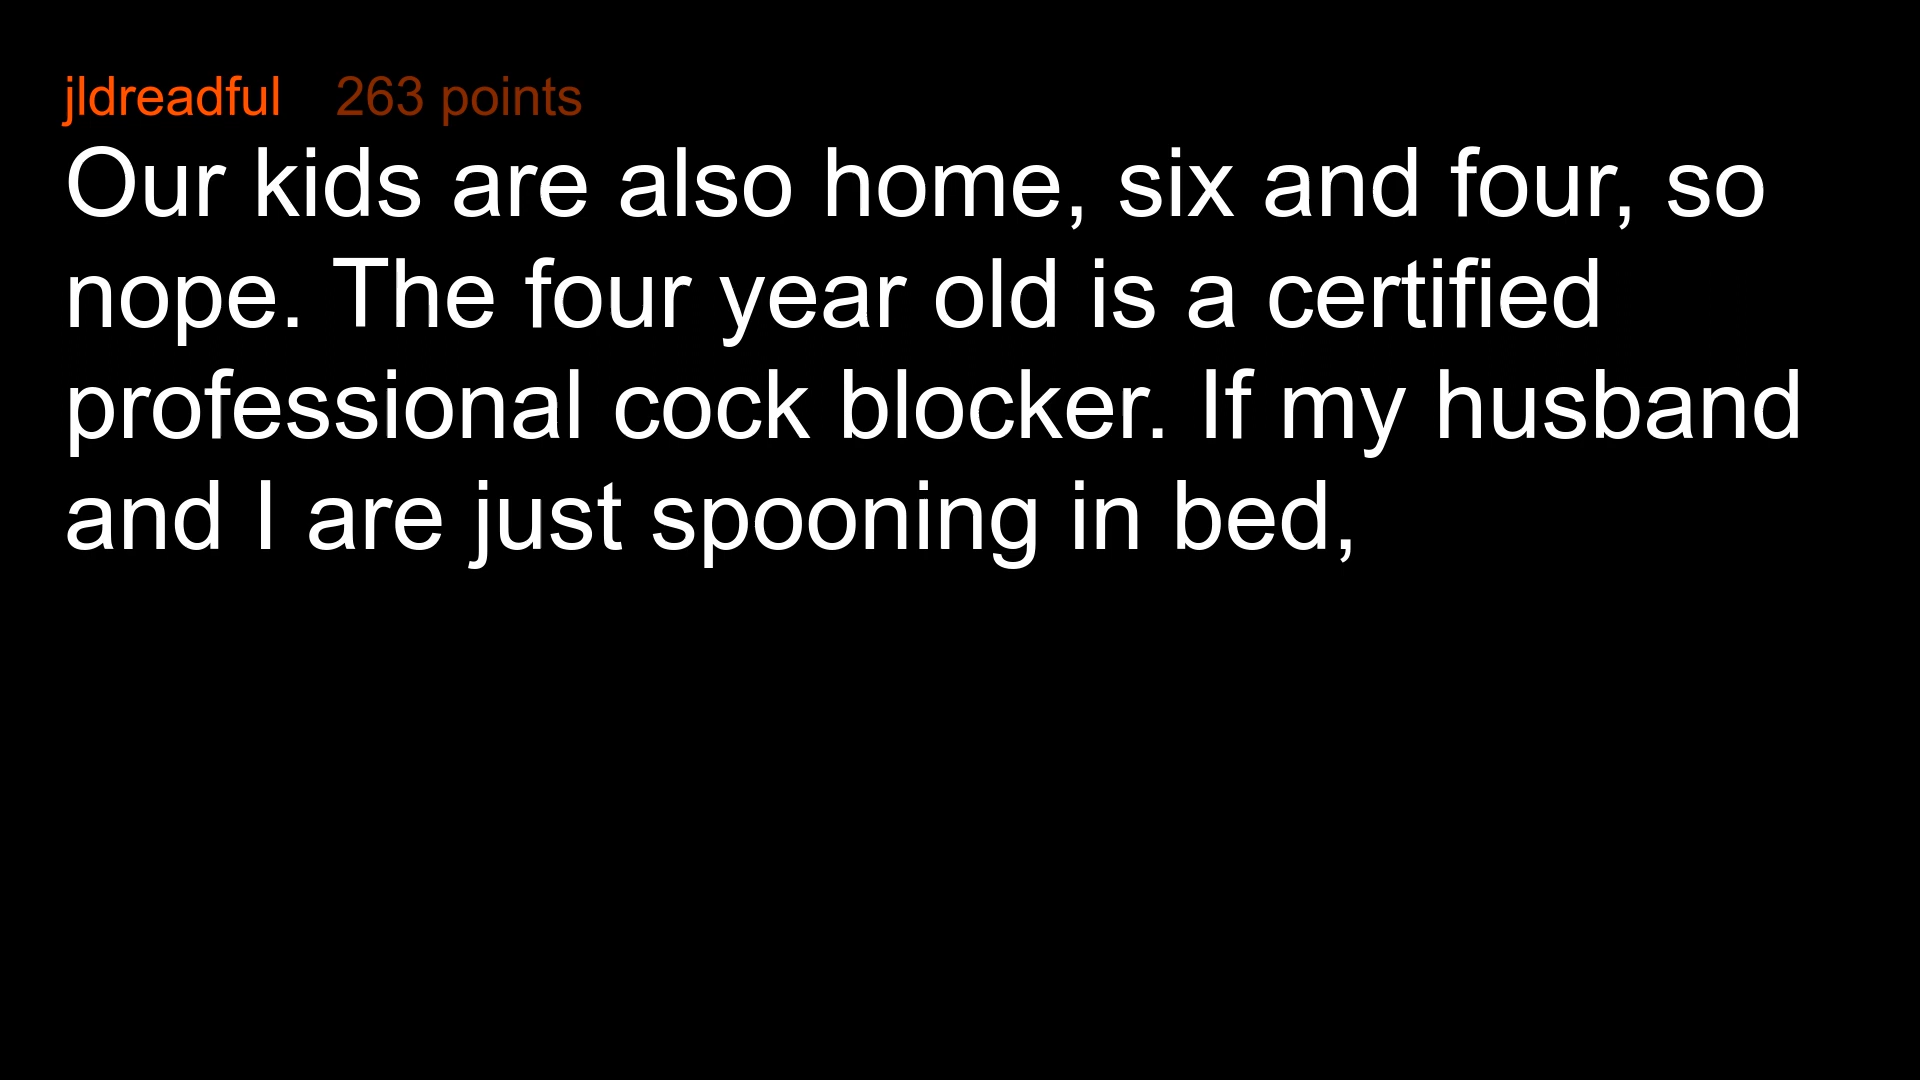 jldreadful 263 points
Our kids are also home, six and four, so
nope. The four year old is a certified
professional cock blocker. If my husband
and I are just spooning in bed,